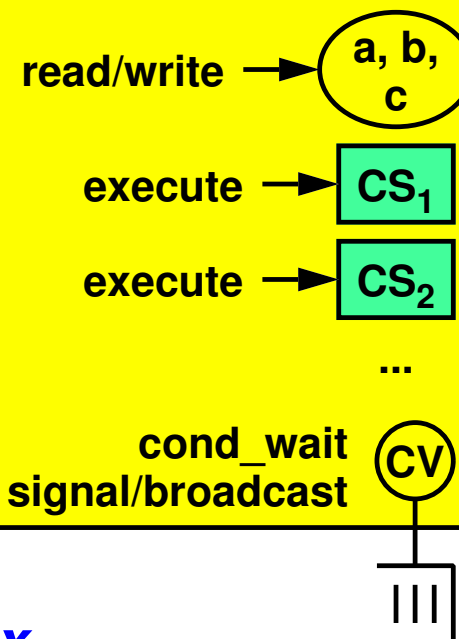 read/write
a, b,
c
execute
CS1
execute
CS2
...
cond_wait
signal/broadcast
CV
x